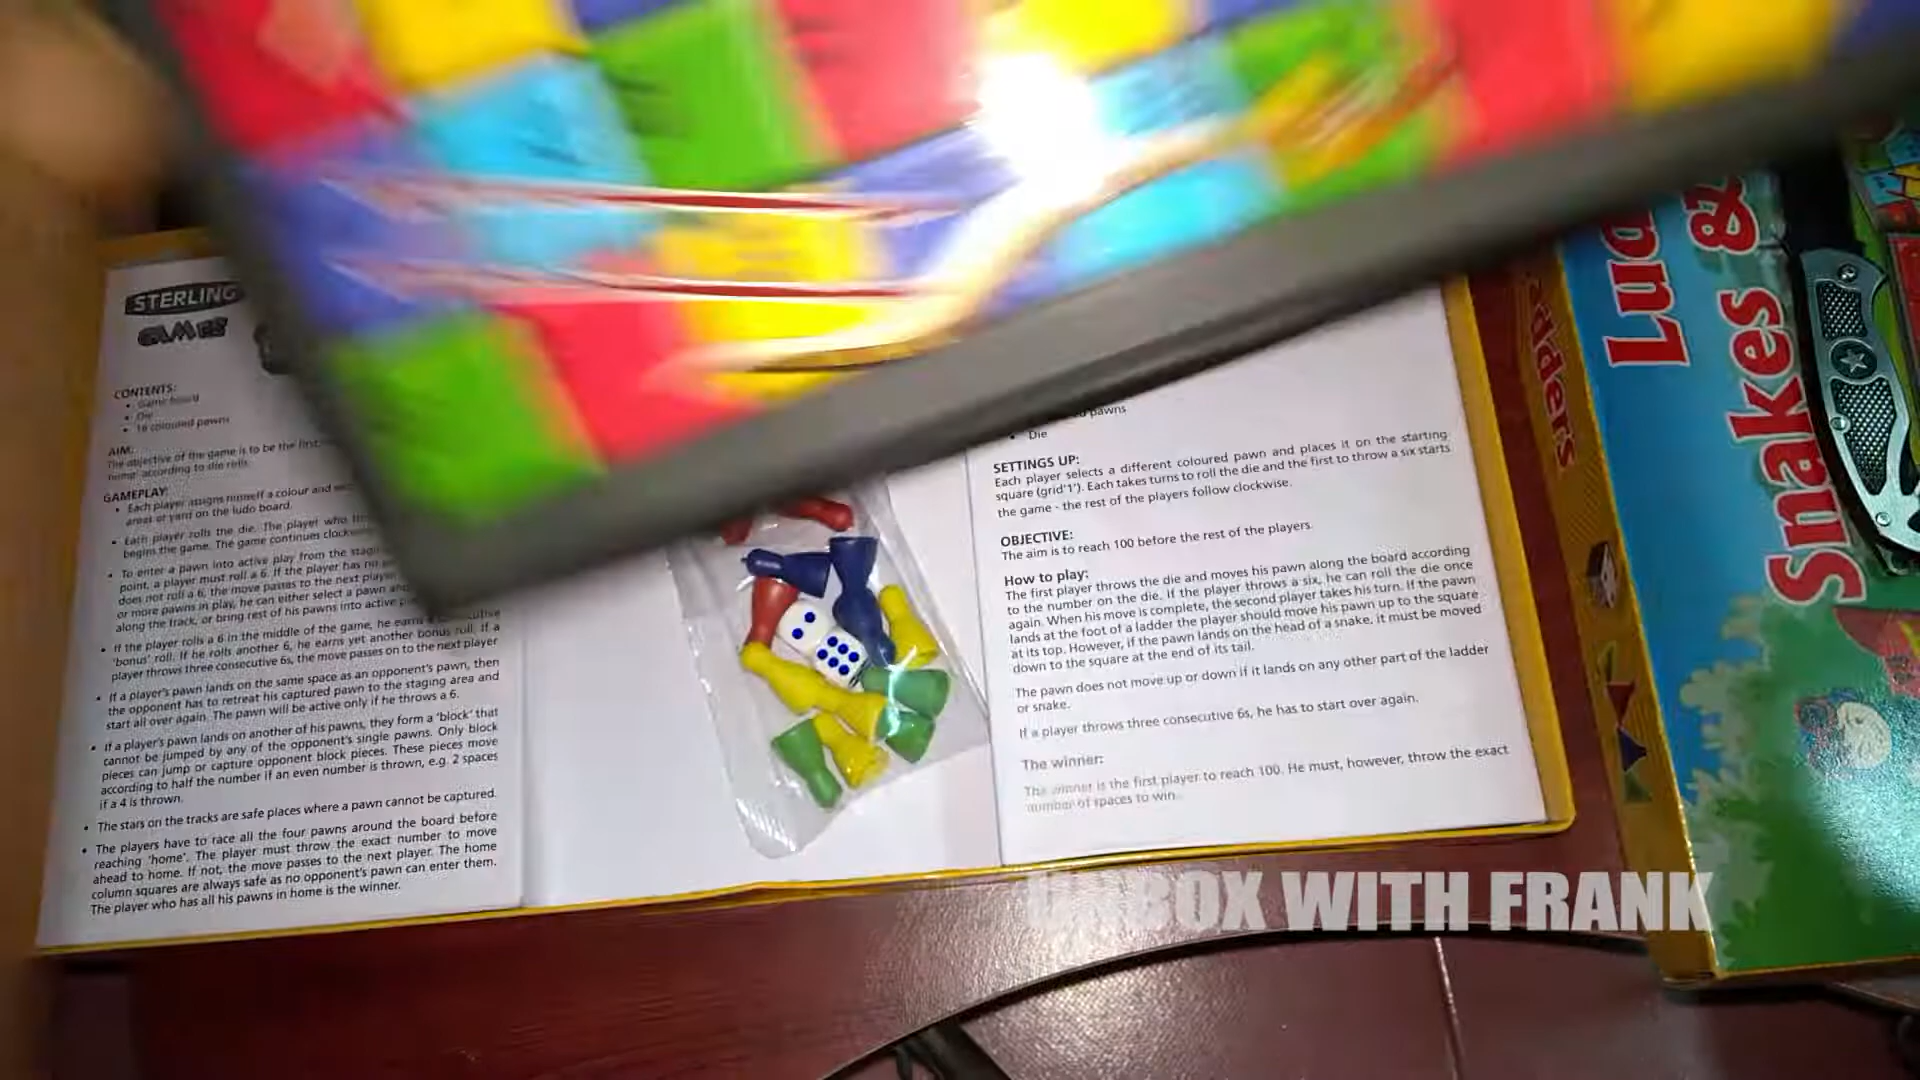 STERLING
GAMES
CONTENTS:
• Game board
• Die
• 16 coloured pawns
AIM:
The objective of the game is to be the first
'home' according to die rolls.
GAMEPLAY:
• Each player assigns himself a colour and
areas or yard on the ludo board.
• Each player rolls the die. The player who
begins the game. The game continues
• To enter a pawn into active play from the
point, a player must roll a 6. If the player has no
does not roll a 6, the move passes to the next
or more pawns in play, he can either select a pawn
along the track, or bring rest of his pawns into active
• If the player rolls a 6 in the middle of the game, he earns a
'bonus' roll. If he rolls another 6, he earns yet another bonus roll. If a
player throws three consecutive 6s, the move passes on to the next player
• If a player's pawn lands on the same space as an opponent's pawn, then
the opponent has to retreat his captured pawn to the staging area and
start all over again. The pawn will be active only if he throws a 6.
• If a player's pawn lands on another of his pawns, they form a 'block' that
cannot be jumped by any of the opponent's single pawns. Only block
pieces can jump or capture opponent block pieces. These pieces move
according to half the number if an even number is thrown, e.g. 2 spaces
if a 4 is thrown.
• The stars on the tracks are safe places where a pawn cannot be captured.
• The players have to race all the four pawns around the board before
reaching 'home'. The player must throw the exact number to move
ahead to home. If not, the move passes to the next player. The home
column squares are always safe as no opponent's pawn can enter them.
The player who has all his pawns in home is the winner.
pawns
• Die
SETTINGS UP:
Each player selects a different coloured pawn and places it on the starting
square (grid'1'). Each takes turns to roll the die and the first to throw a six starts
the game - the rest of the players follow clockwise.
OBJECTIVE:
The aim is to reach 100 before the rest of the players.
How to play:
The first player throws the die and moves his pawn along the board according
to the number on the die. If the player throws a six, he can roll the die once
again. When his move is complete, the second player takes his turn. If the pawn
lands at the foot of a ladder the player should move his pawn up to the square
at its top. However, if the pawn lands on the head of a snake, it must be moved
down to the square at the end of its tail.
The pawn does not move up or down if it lands on any other part of the ladder
or snake.
If a player throws three consecutive 6s, he has to start over again.
The winner:
The winner is the first player to reach 100. He must, however, throw the exact
number of spaces to win.
dders
Lud
Snakes &
UNBOX WITH FRANK